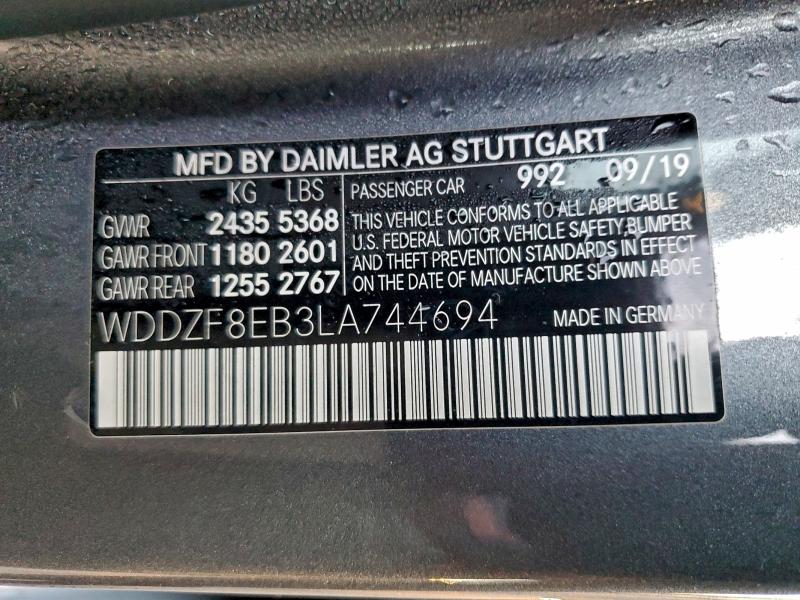 MFD BY DAIMLER AG STUTTGART
KG LBS
GVWR 2435 5368
GAWR FRONT 1180 2601
GAWR REAR 1255 2767
PASSENGER CAR 992 09/19
THIS VEHICLE CONFORMS TO ALL APPLICABLE
U.S. FEDERAL MOTOR VEHICLE SAFETY, BUMPER
AND THEFT PREVENTION STANDARDS IN EFFECT
ON THE DATE OF MANUFACTURE SHOWN ABOVE
WDDZF8EB3LA744694 MADE IN GERMANY